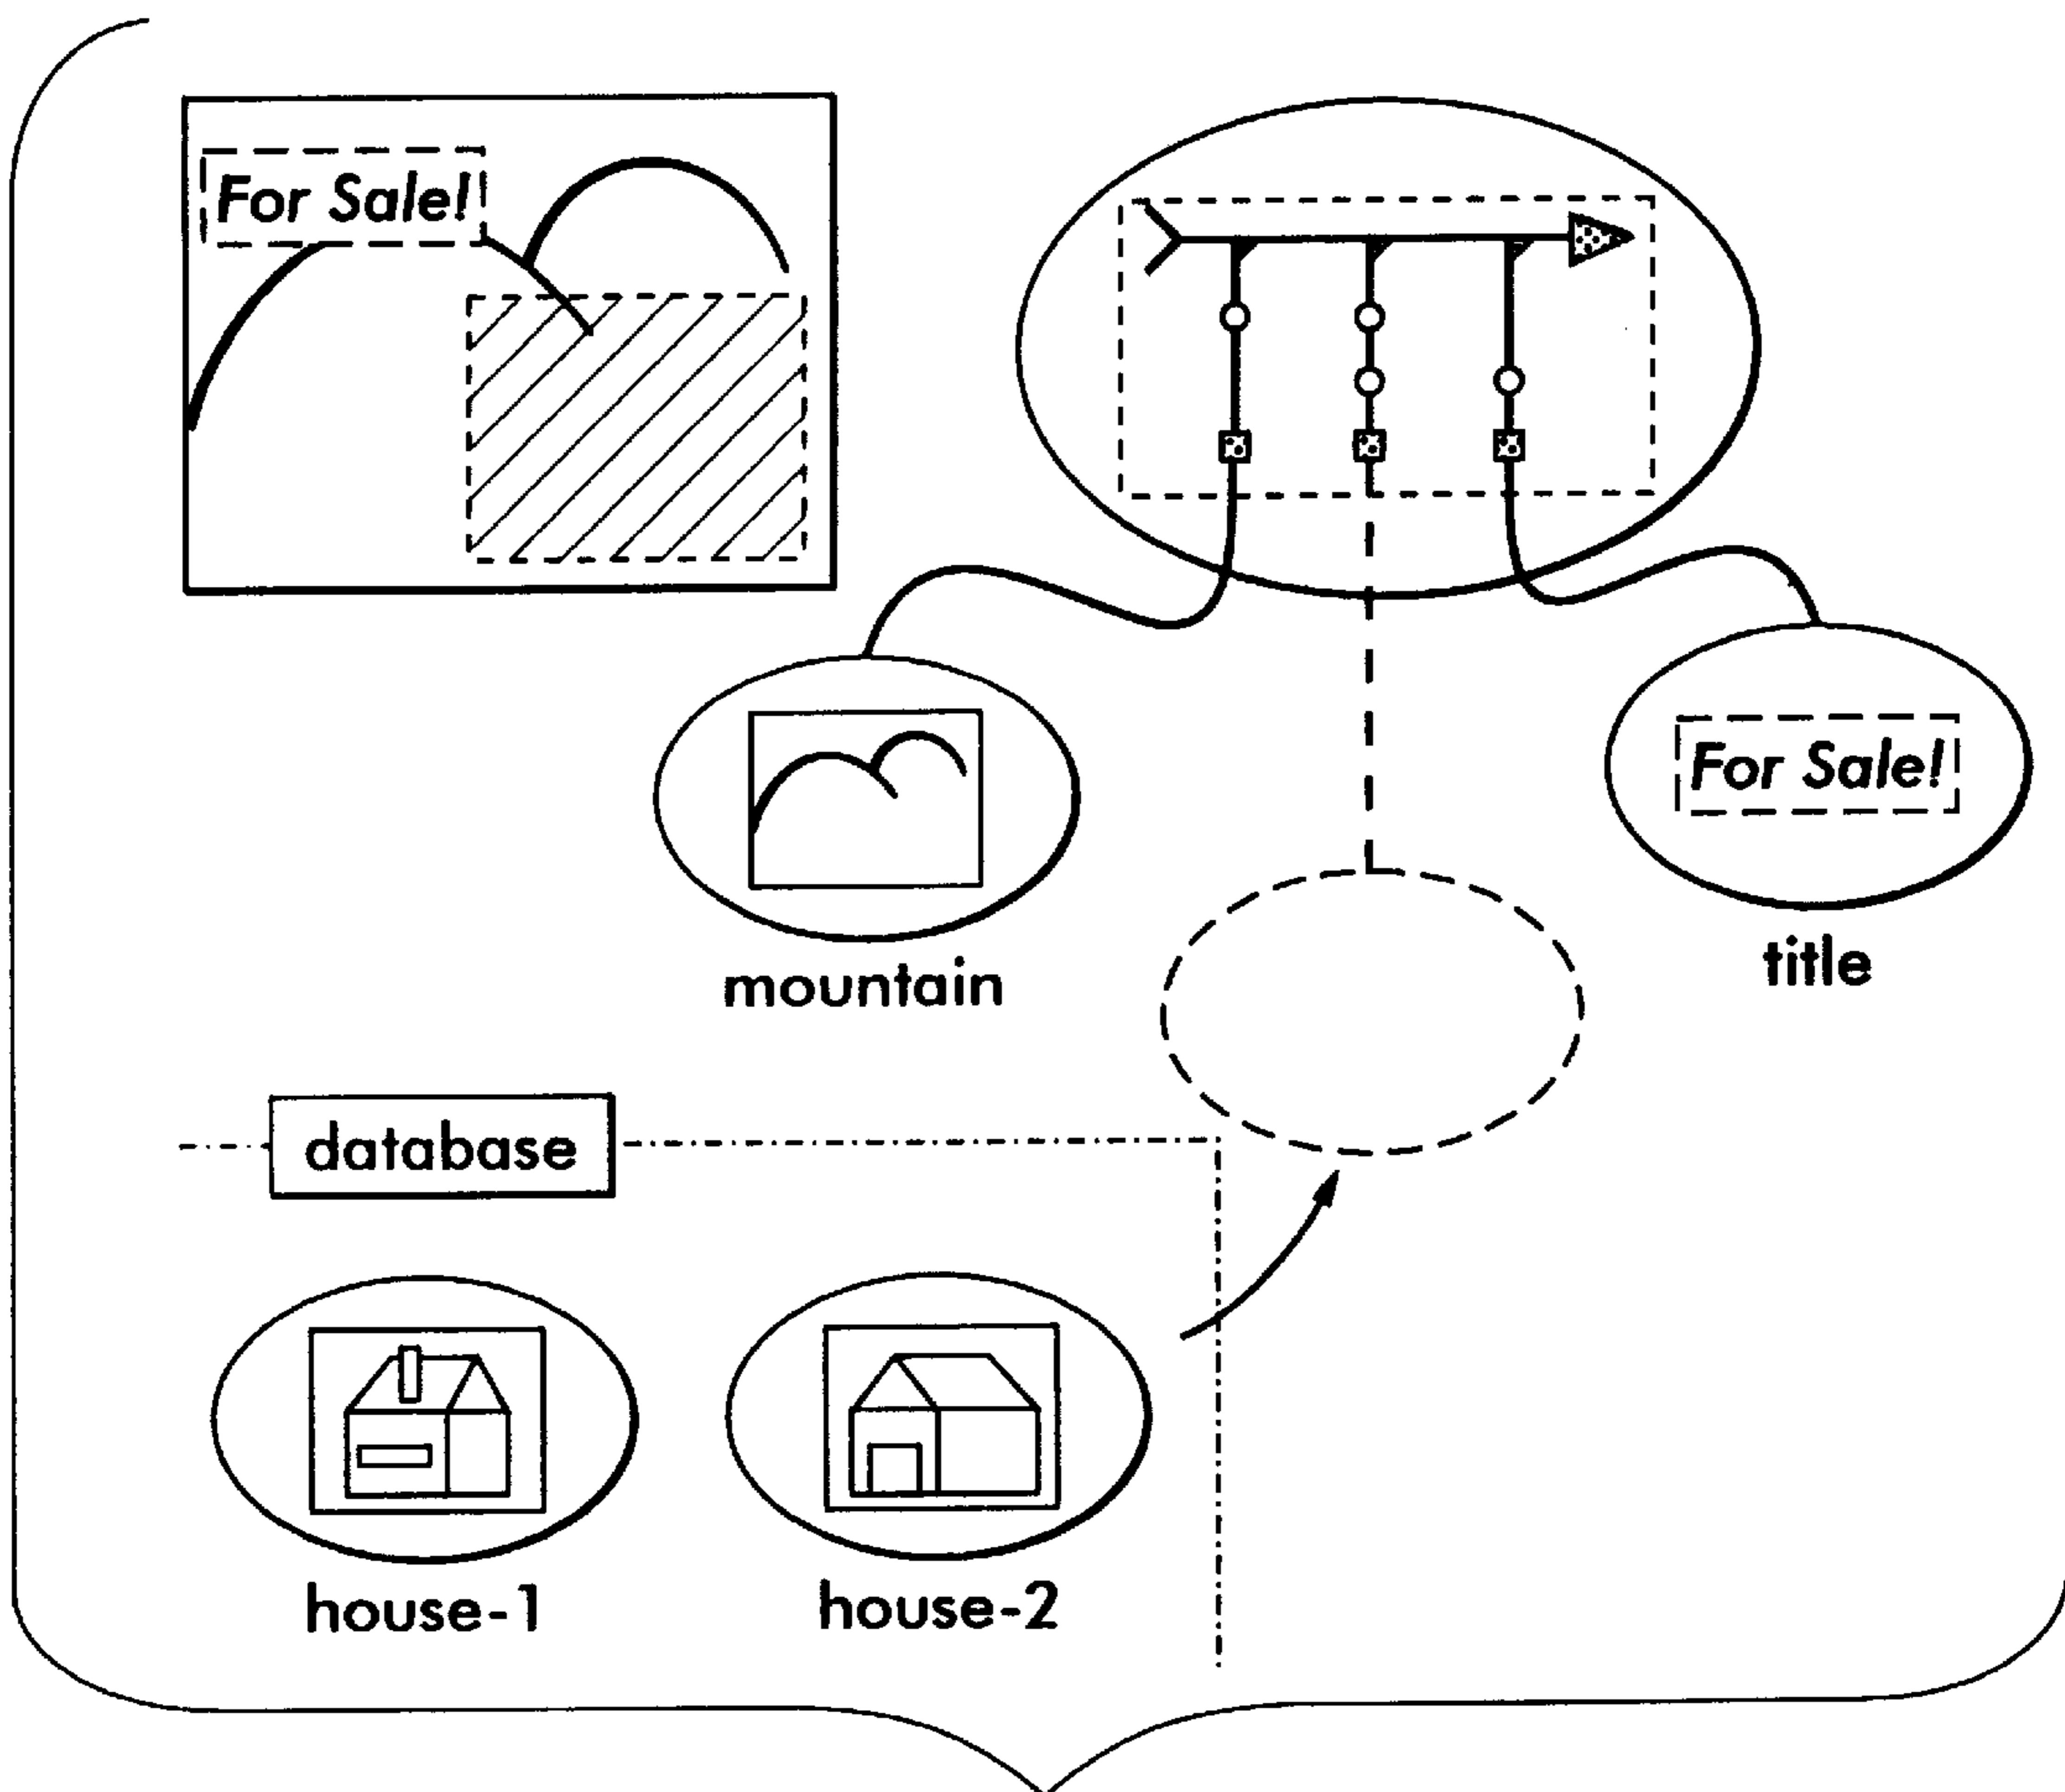 For Sale!
For Sale!
mountain
title
database
house-1
house-2